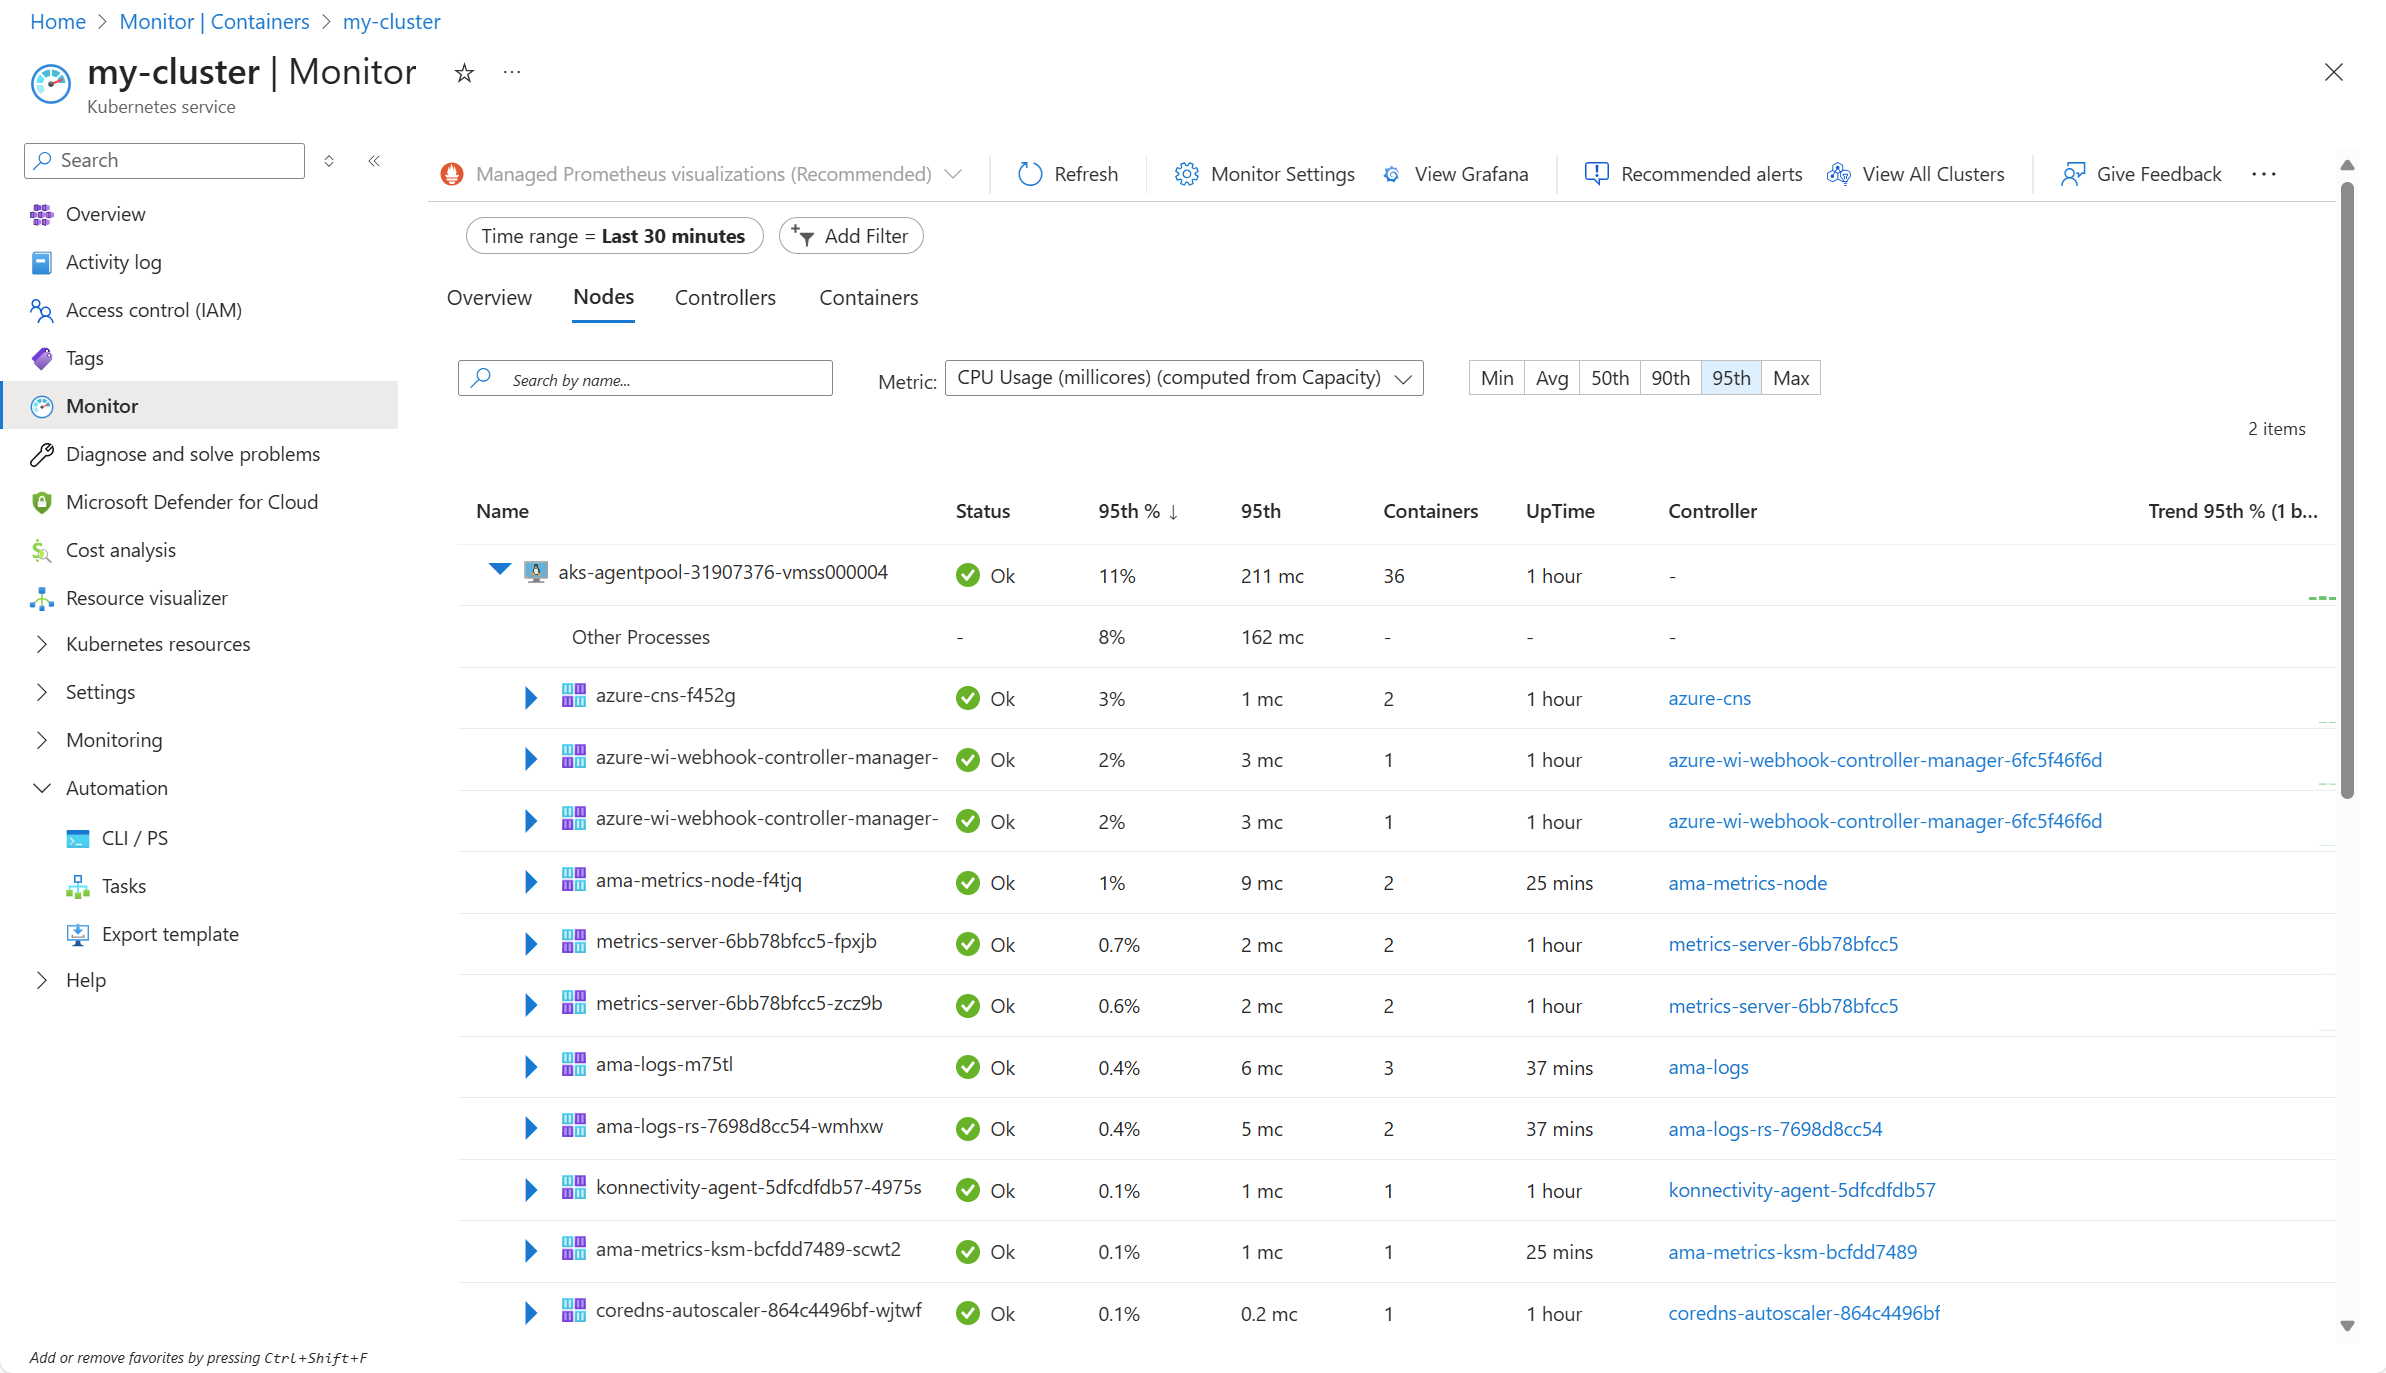 Home > Monitor | Containers > my-cluster
my-cluster | Monitor
Kubernetes service
Search
Overview
Activity log
Access control (IAM)
Tags
Monitor
Diagnose and solve problems
Microsoft Defender for Cloud
Cost analysis
Resource visualizer
Kubernetes resources
Settings
Monitoring
Automation
CLI / PS
Tasks
Export template
Help
Add or remove favorites by pressing Ctrl+Shift+F
Managed Prometheus visualizations (Recommended) Refresh Monitor Settings View Grafana Recommended alerts View All Clusters Give Feedback ...
Time range = Last 30 minutes Add Filter
Overview Nodes Controllers Containers
Search by name... Metric: CPU Usage (millicores) (computed from Capacity) Min Avg 50th 90th 95th Max
2 items
Name Status 95th % ↓ 95th Containers UpTime Controller Trend 95th % (1 b...
aks-agentpool-31907376-vmss000004 Ok 11% 211 mc 36 1 hour -
Other Processes - 8% 162 mc - - -
azure-cns-f452g Ok 3% 1 mc 2 1 hour azure-cns
azure-wi-webhook-controller-manager- Ok 2% 3 mc 1 1 hour azure-wi-webhook-controller-manager-6fc5f46f6d
azure-wi-webhook-controller-manager- Ok 2% 3 mc 1 1 hour azure-wi-webhook-controller-manager-6fc5f46f6d
ama-metrics-node-f4tjq Ok 1% 9 mc 2 25 mins ama-metrics-node
metrics-server-6bb78bfcc5-fpxjb Ok 0.7% 2 mc 2 1 hour metrics-server-6bb78bfcc5
metrics-server-6bb78bfcc5-zcz9b Ok 0.6% 2 mc 2 1 hour metrics-server-6bb78bfcc5
ama-logs-m75tl Ok 0.4% 6 mc 3 37 mins ama-logs
ama-logs-rs-7698d8cc54-wmhxw Ok 0.4% 5 mc 2 37 mins ama-logs-rs-7698d8cc54
konnectivity-agent-5dfcdfdb57-4975s Ok 0.1% 1 mc 1 1 hour konnectivity-agent-5dfcdfdb57
ama-metrics-ksm-bcfdd7489-scwt2 Ok 0.1% 1 mc 1 25 mins ama-metrics-ksm-bcfdd7489
coredns-autoscaler-864c4496bf-wjtwf Ok 0.1% 0.2 mc 1 1 hour coredns-autoscaler-864c4496bf